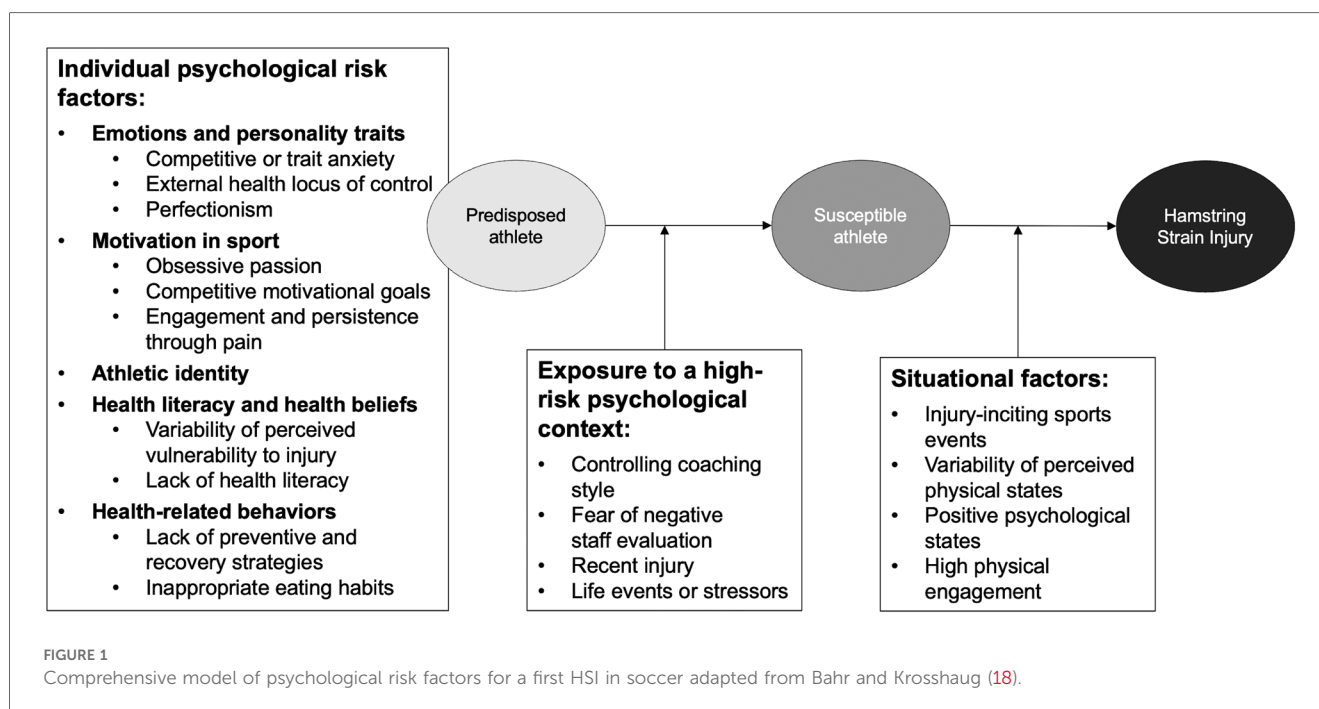 Individual psychological risk
factors:
• Emotions and personality traits
• Competitive or trait anxiety
• External health locus of control
• Perfectionism
• Motivation in sport
• Obsessive passion
• Competitive motivational goals
• Engagement and persistence
through pain
• Athletic identity
• Health literacy and health beliefs
• Variability of perceived
vulnerability to injury
• Lack of health literacy
• Health-related behaviors
• Lack of preventive and
recovery strategies
• Inappropriate eating habits
Predisposed
athlete
Susceptible
athlete
Hamstring
Strain Injury
Exposure to a high-
risk psychological
context:
• Controlling coaching
style
• Fear of negative
staff evaluation
• Recent injury
• Life events or stressors
Situational factors:
• Injury-inciting sports
events
• Variability of perceived
physical states
• Positive psychological
states
• High physical
engagement
FIGURE 1
Comprehensive model of psychological risk factors for a first HSI in soccer adapted from Bahr and Krosshaug (18).